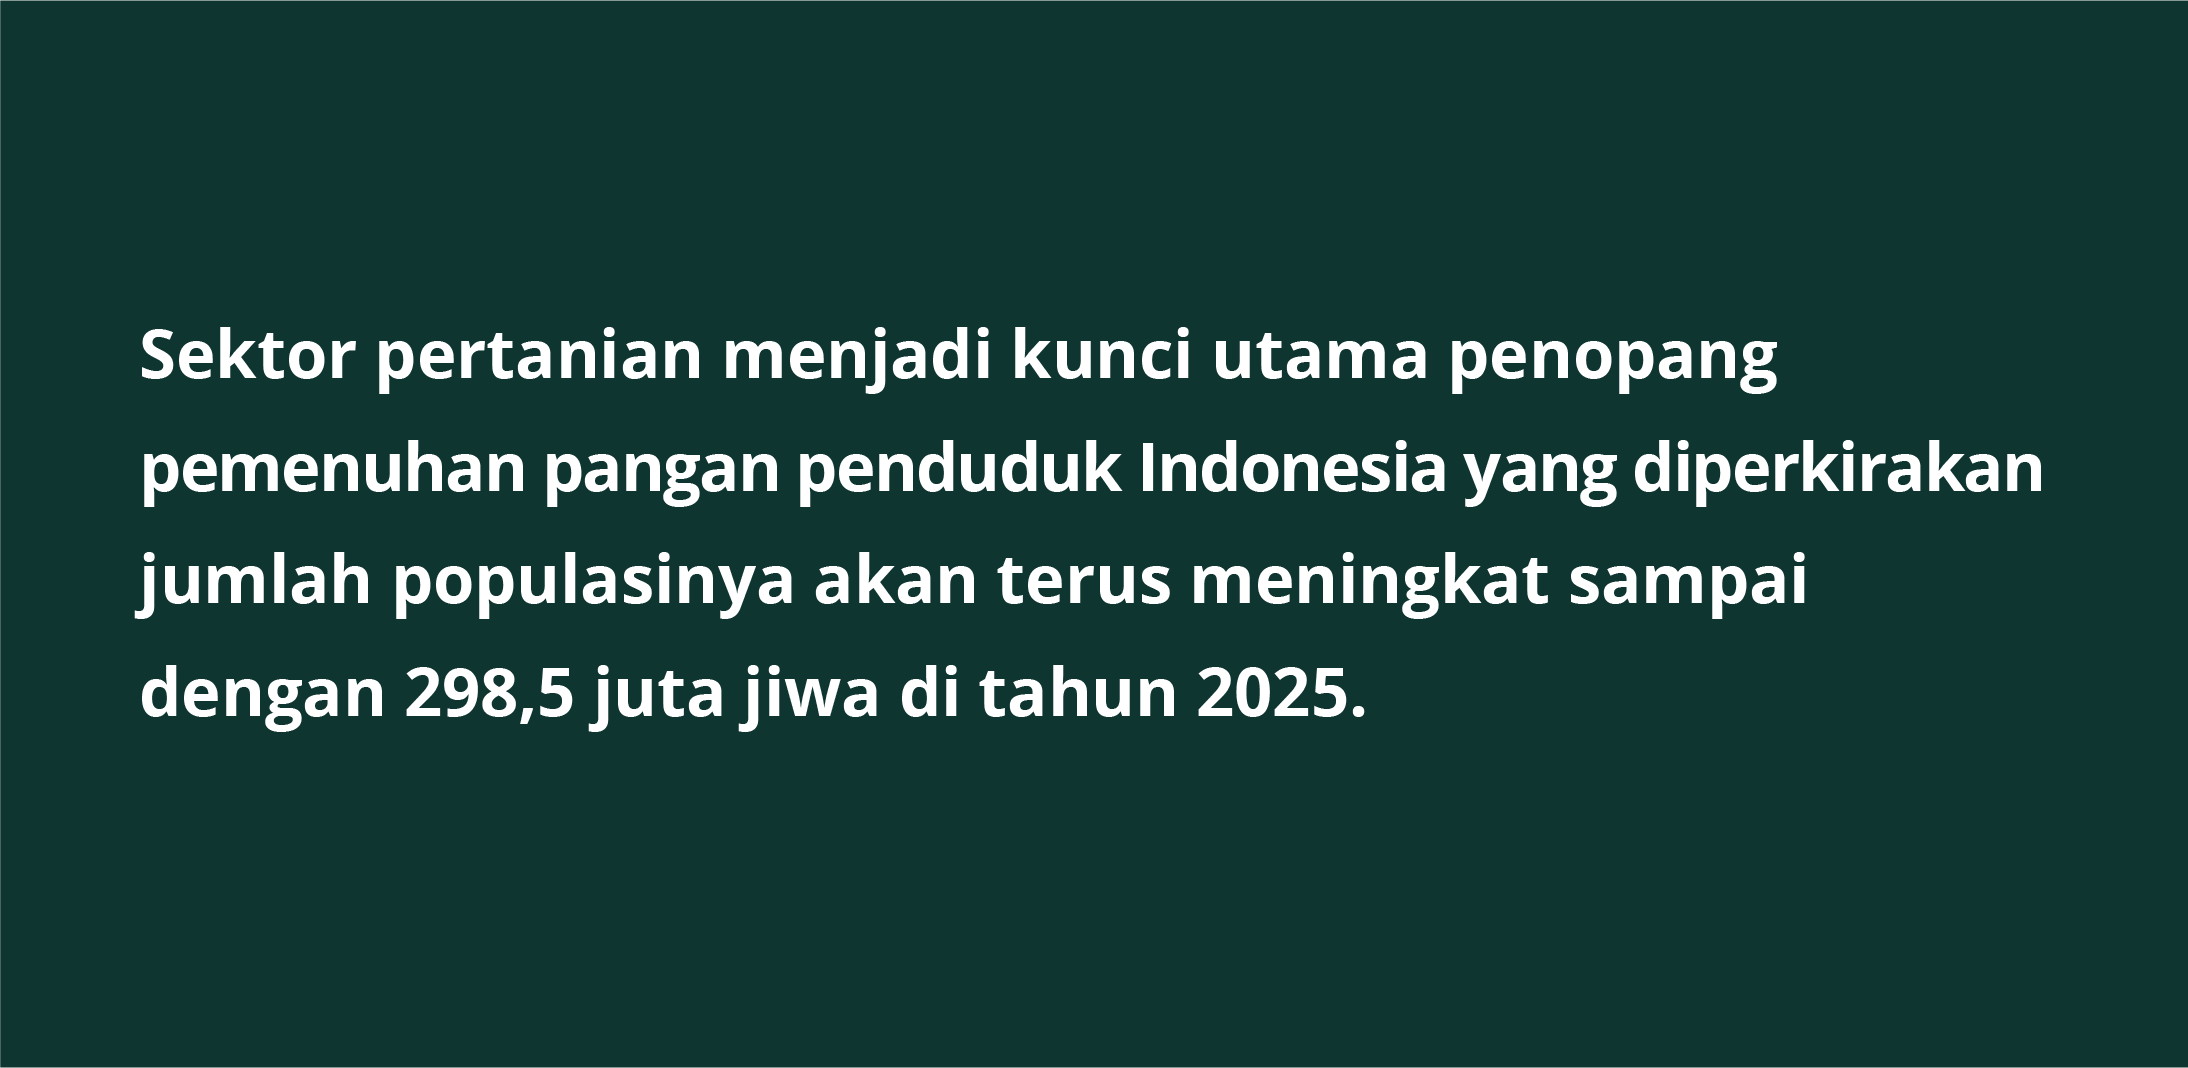 Sektor pertanian menjadi kunci utama penopang
pemenuhan pangan penduduk Indonesia yang diperkirakan
jumlah populasinya akan terus meningkat sampai
dengan 298,5 juta jiwa di tahun 2025.